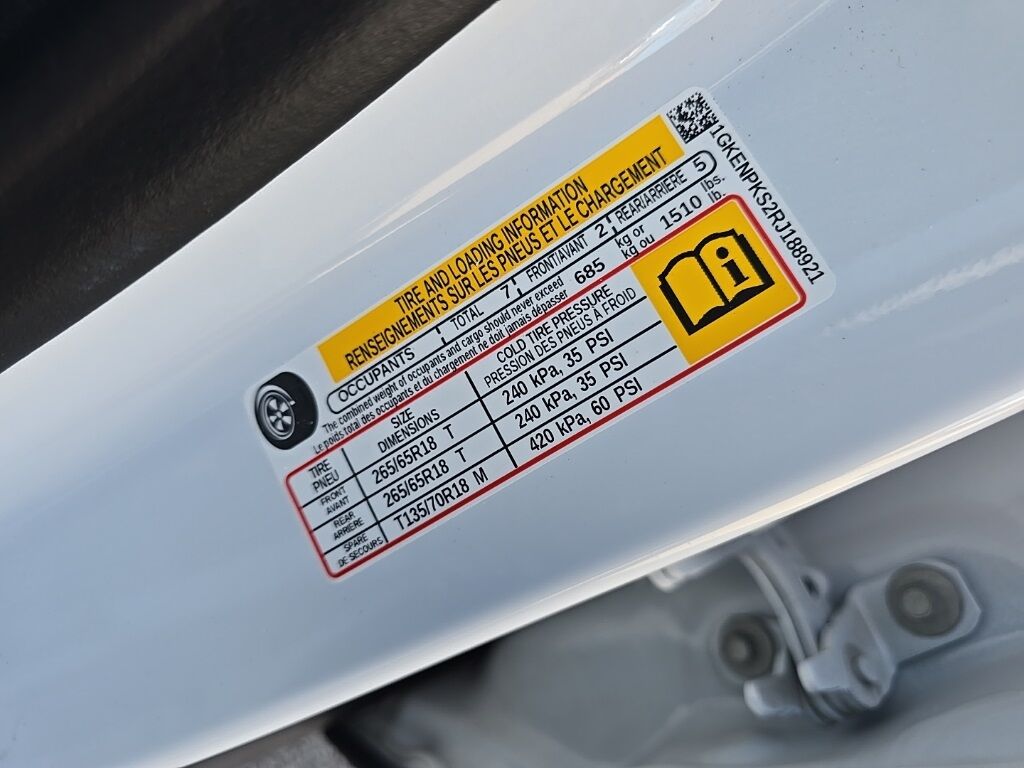 TIRE AND LOADING INFORMATION
RENSEIGNEMENTS SUR LES PNEUS ET LE CHARGEMENT
1GKENPKS2RJ188921
OCCUPANTS TOTAL 7 FRONT/AVANT 2 REAR/ARRIÈRE 5
The combined weight of occupants and cargo should never exceed 685 kg or 1510 lbs.
Le poids total des occupants et du chargement ne doit jamais dépasser kg ou lb.
TIRE SIZE COLD TIRE PRESSURE
PNEU DIMENSIONS PRESSION DES PNEUS À FROID
FRONT
AVANT 265/65R18 T 240 kPa, 35 PSI
REAR
ARRIÈRE 265/65R18 T 240 kPa, 35 PSI
SPARE
DE SECOURS T135/70R18 M 420 kPa, 60 PSI